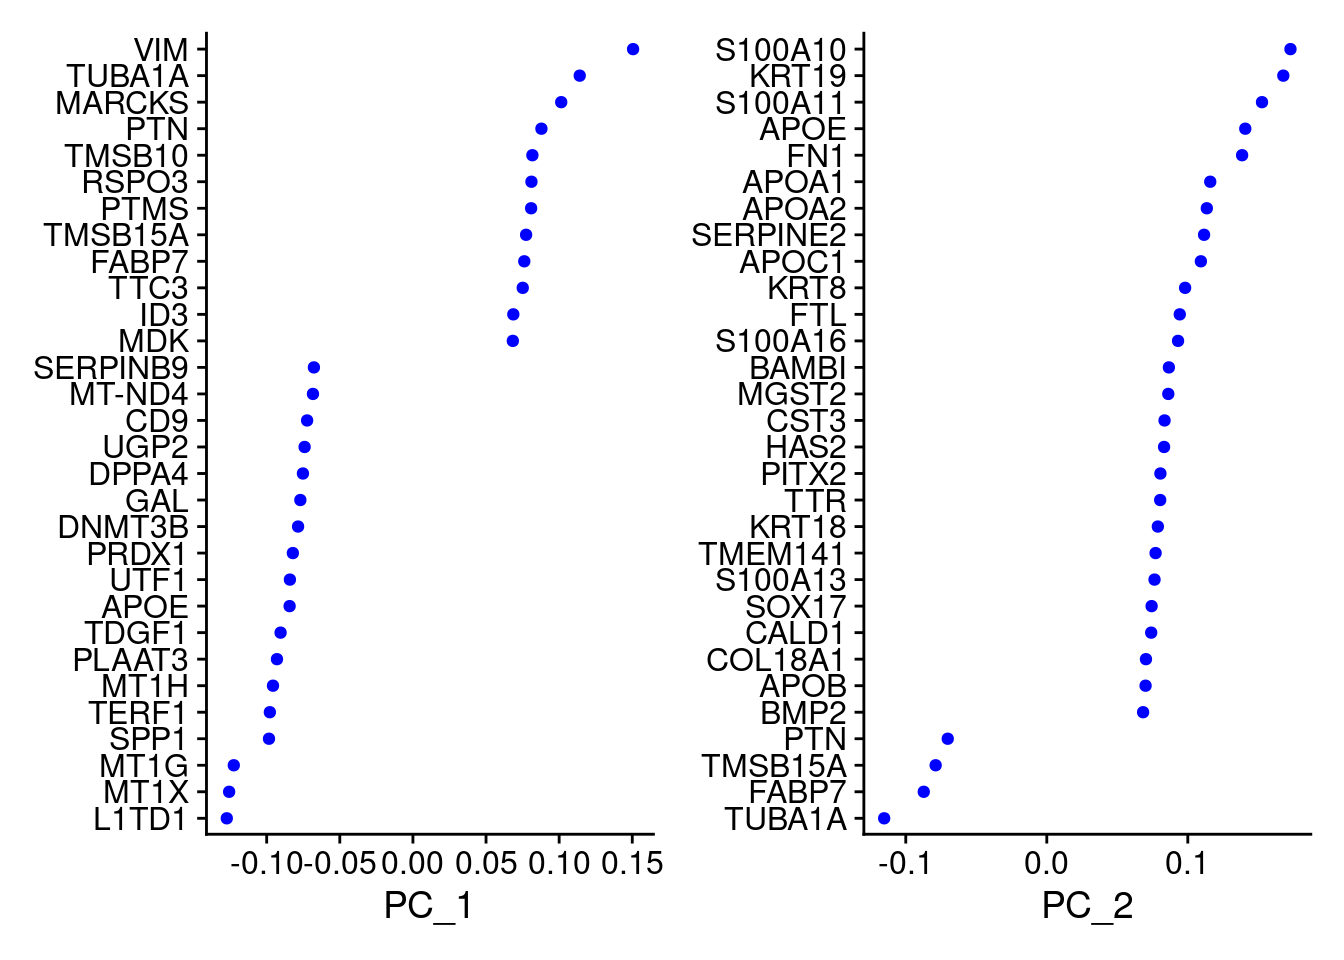 VIM
TUBA1A
MARCKS
PTN
TMSB10
RSPO3
PTMS
TMSB15A
FABP7
TTC3
ID3
MDK
SERPINB9
MT-ND4
CD9
UGP2
DPPA4
GAL
DNMT3B
PRDX1
UTF1
APOE
TDGF1
PLAAT3
MT1H
TERF1
SPP1
MT1G
MT1X
L1TD1
-0.10 -0.05 0.00 0.05 0.10 0.15
PC_1
S100A10
KRT19
S100A11
APOE
FN1
APOA1
APOA2
SERPINE2
APOC1
KRT8
FTL
S100A16
BAMBI
MGST2
CST3
HAS2
PITX2
TTR
KRT18
TMEM141
S100A13
SOX17
CALD1
COL18A1
APOB
BMP2
PTN
TMSB15A
FABP7
TUBA1A
-0.1 0.0 0.1
PC_2